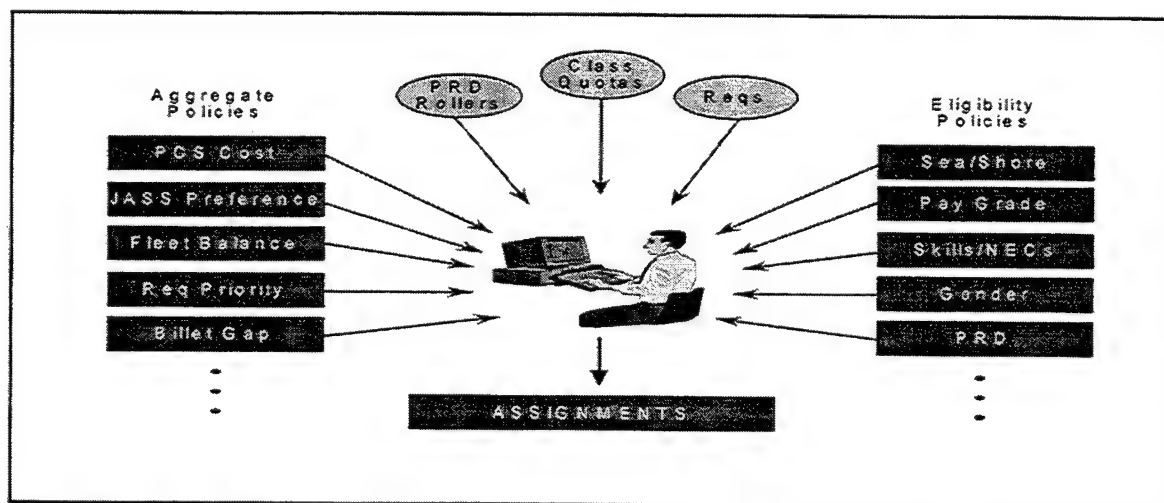 PRD
Rollers
Class
Quotas
Reqs
Aggregate
Policies
PCS Cost
JASS Preference
Fleet Balance
Req Priority
Billet Gap
Eligibility
Policies
Sea/Shore
Pay Grade
Skills/NECs
Gender
PRD
ASSIGNMENTS